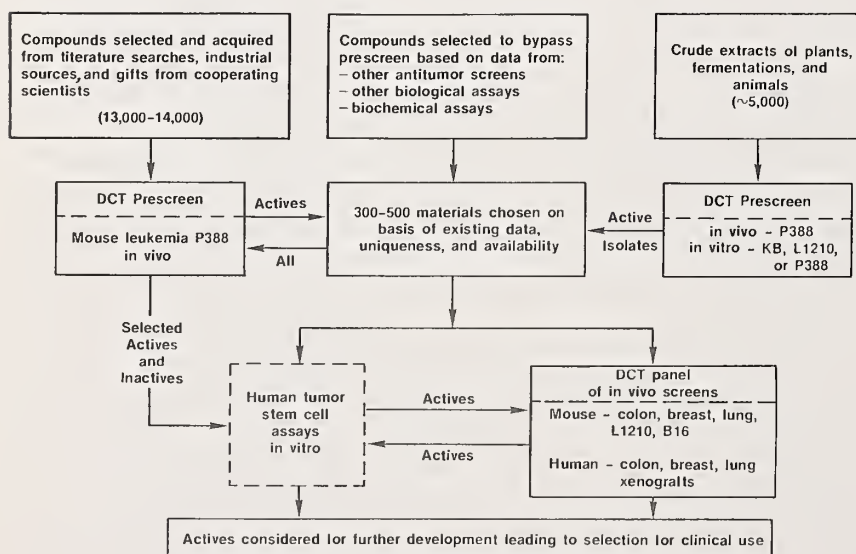 Compounds selected and acquired
from literature searches, industrial
sources, and gifts from cooperating
scientists
(13,000–14,000)
Compounds selected to bypass
prescreen based on data from:
– other antitumor screens
– other biological assays
– biochemical assays
Crude extracts of plants,
fermentations, and
animals
(~5,000)
DCT Prescreen
Mouse leukemia P388
in vivo
Actives
All
300–500 materials chosen on
basis of existing data,
uniqueness, and availability
Active
Isolates
DCT Prescreen
in vivo – P388
in vitro – KB, L1210,
or P388
Selected
Actives
and
Inactives
Human tumor
stem cell
assays
in vitro
Actives
Actives
DCT panel
of in vivo screens
Mouse – colon, breast, lung,
L1210, B16
Human – colon, breast, lung
xenografts
Actives considered for further development leading to selection for clinical use